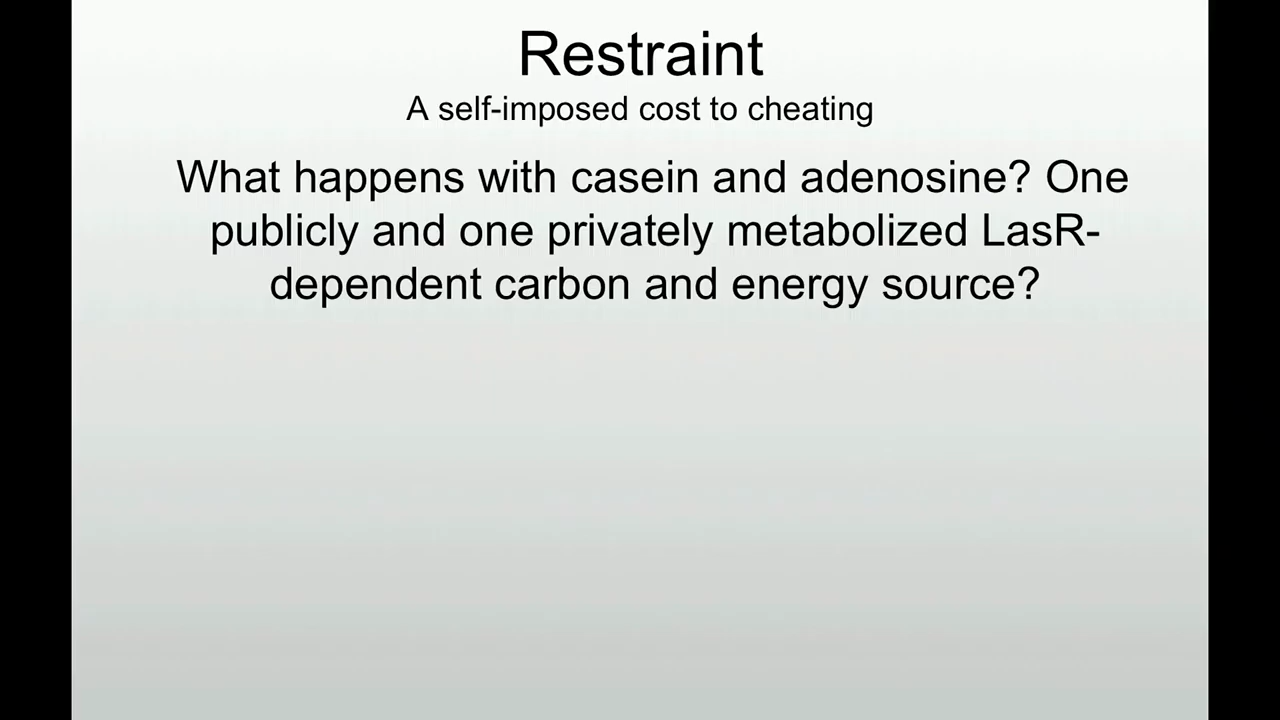 Restraint
A self-imposed cost to cheating
What happens with casein and adenosine? One
publicly and one privately metabolized LasR-
dependent carbon and energy source?